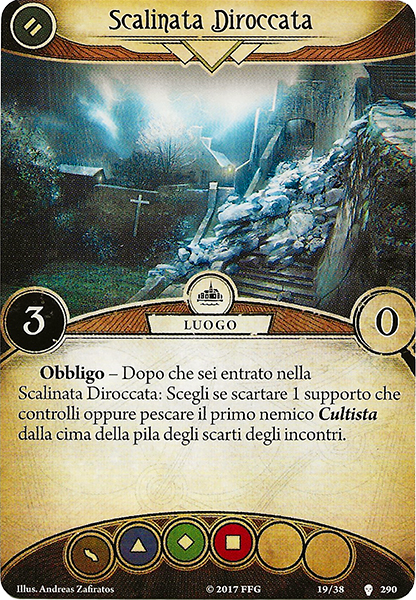 Scalinata Diroccata
3
LUOGO
0
Obbligo – Dopo che sei entrato nella
Scalinata Diroccata: Scegli se scartare 1 supporto che
controlli oppure pescare il primo nemico Cultista
dalla cima della pila degli scarti degli incontri.
Illus. Andreas Zafiratos
© 2017 FFG
19/38
290